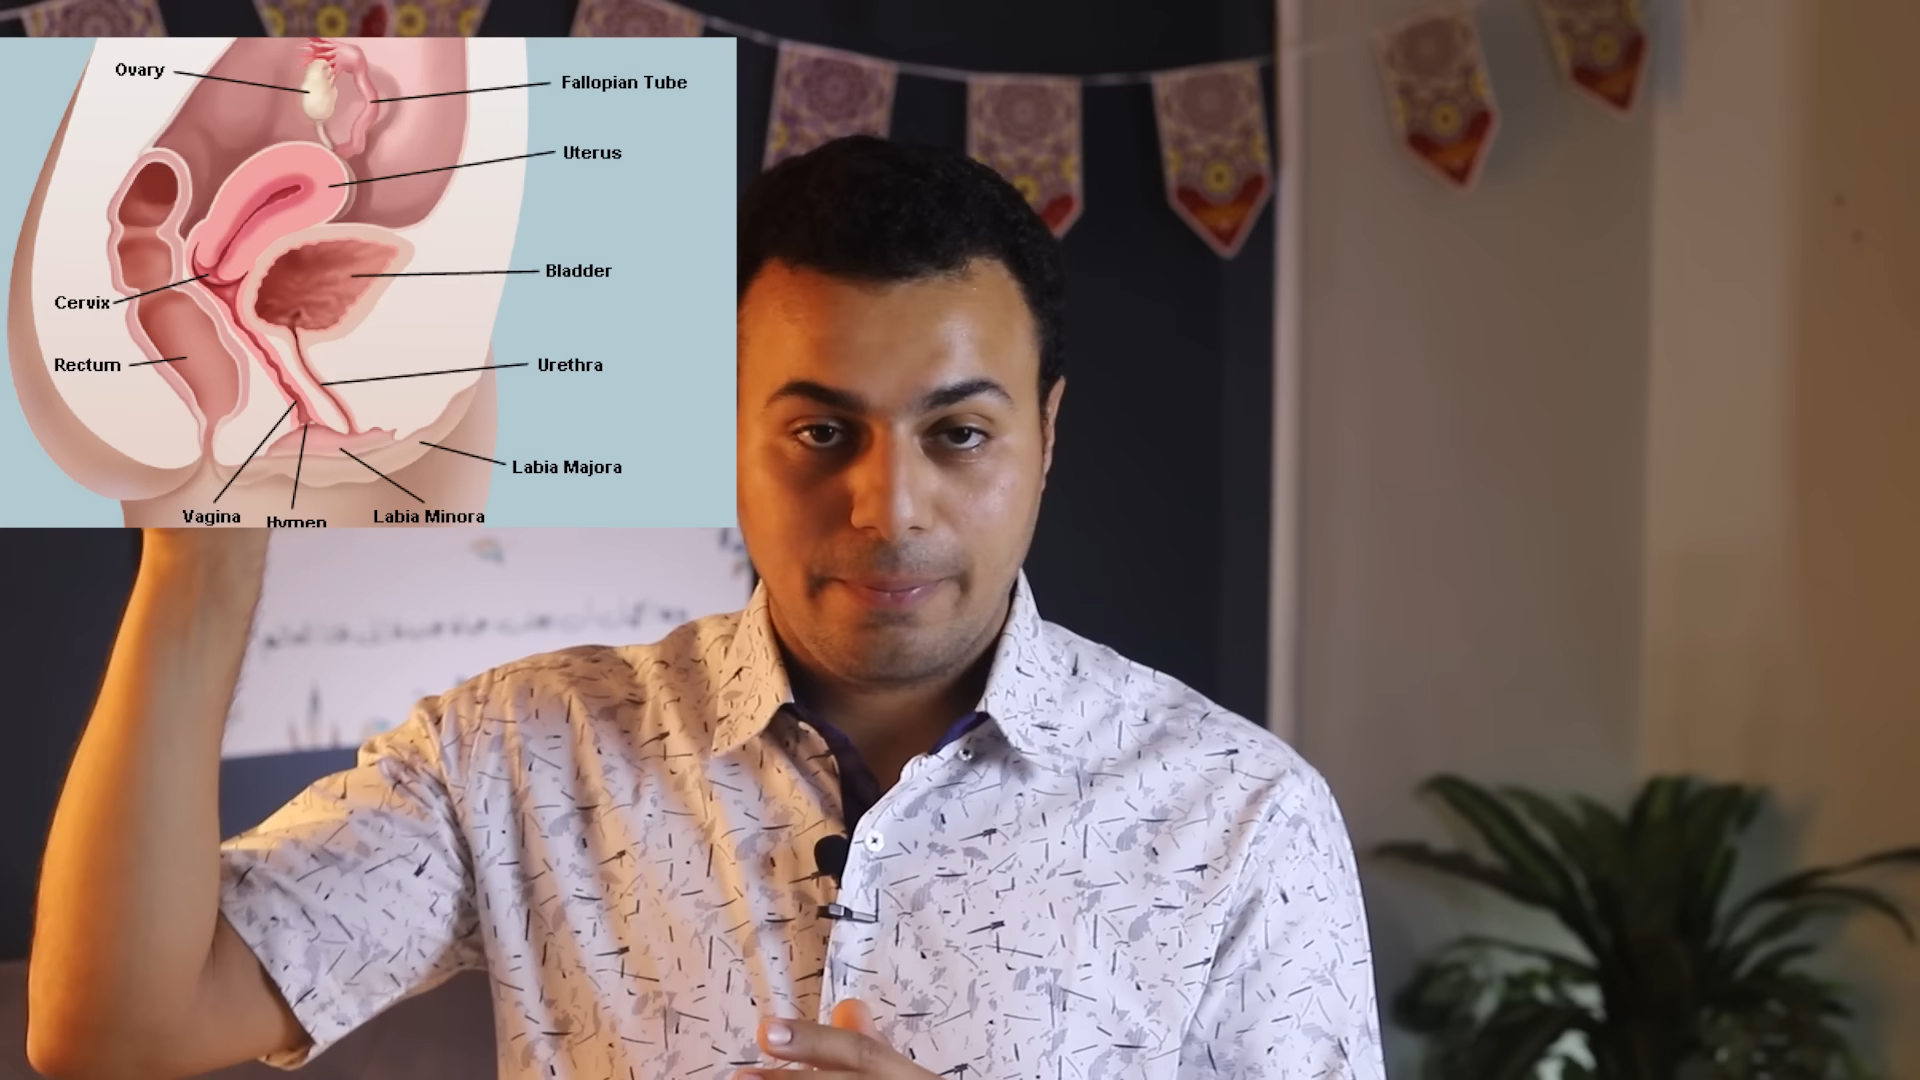 Ovary
Fallopian Tube
Uterus
Bladder
Cervix
Rectum
Urethra
Labia Majora
Vagina
Hymen
Labia Minora